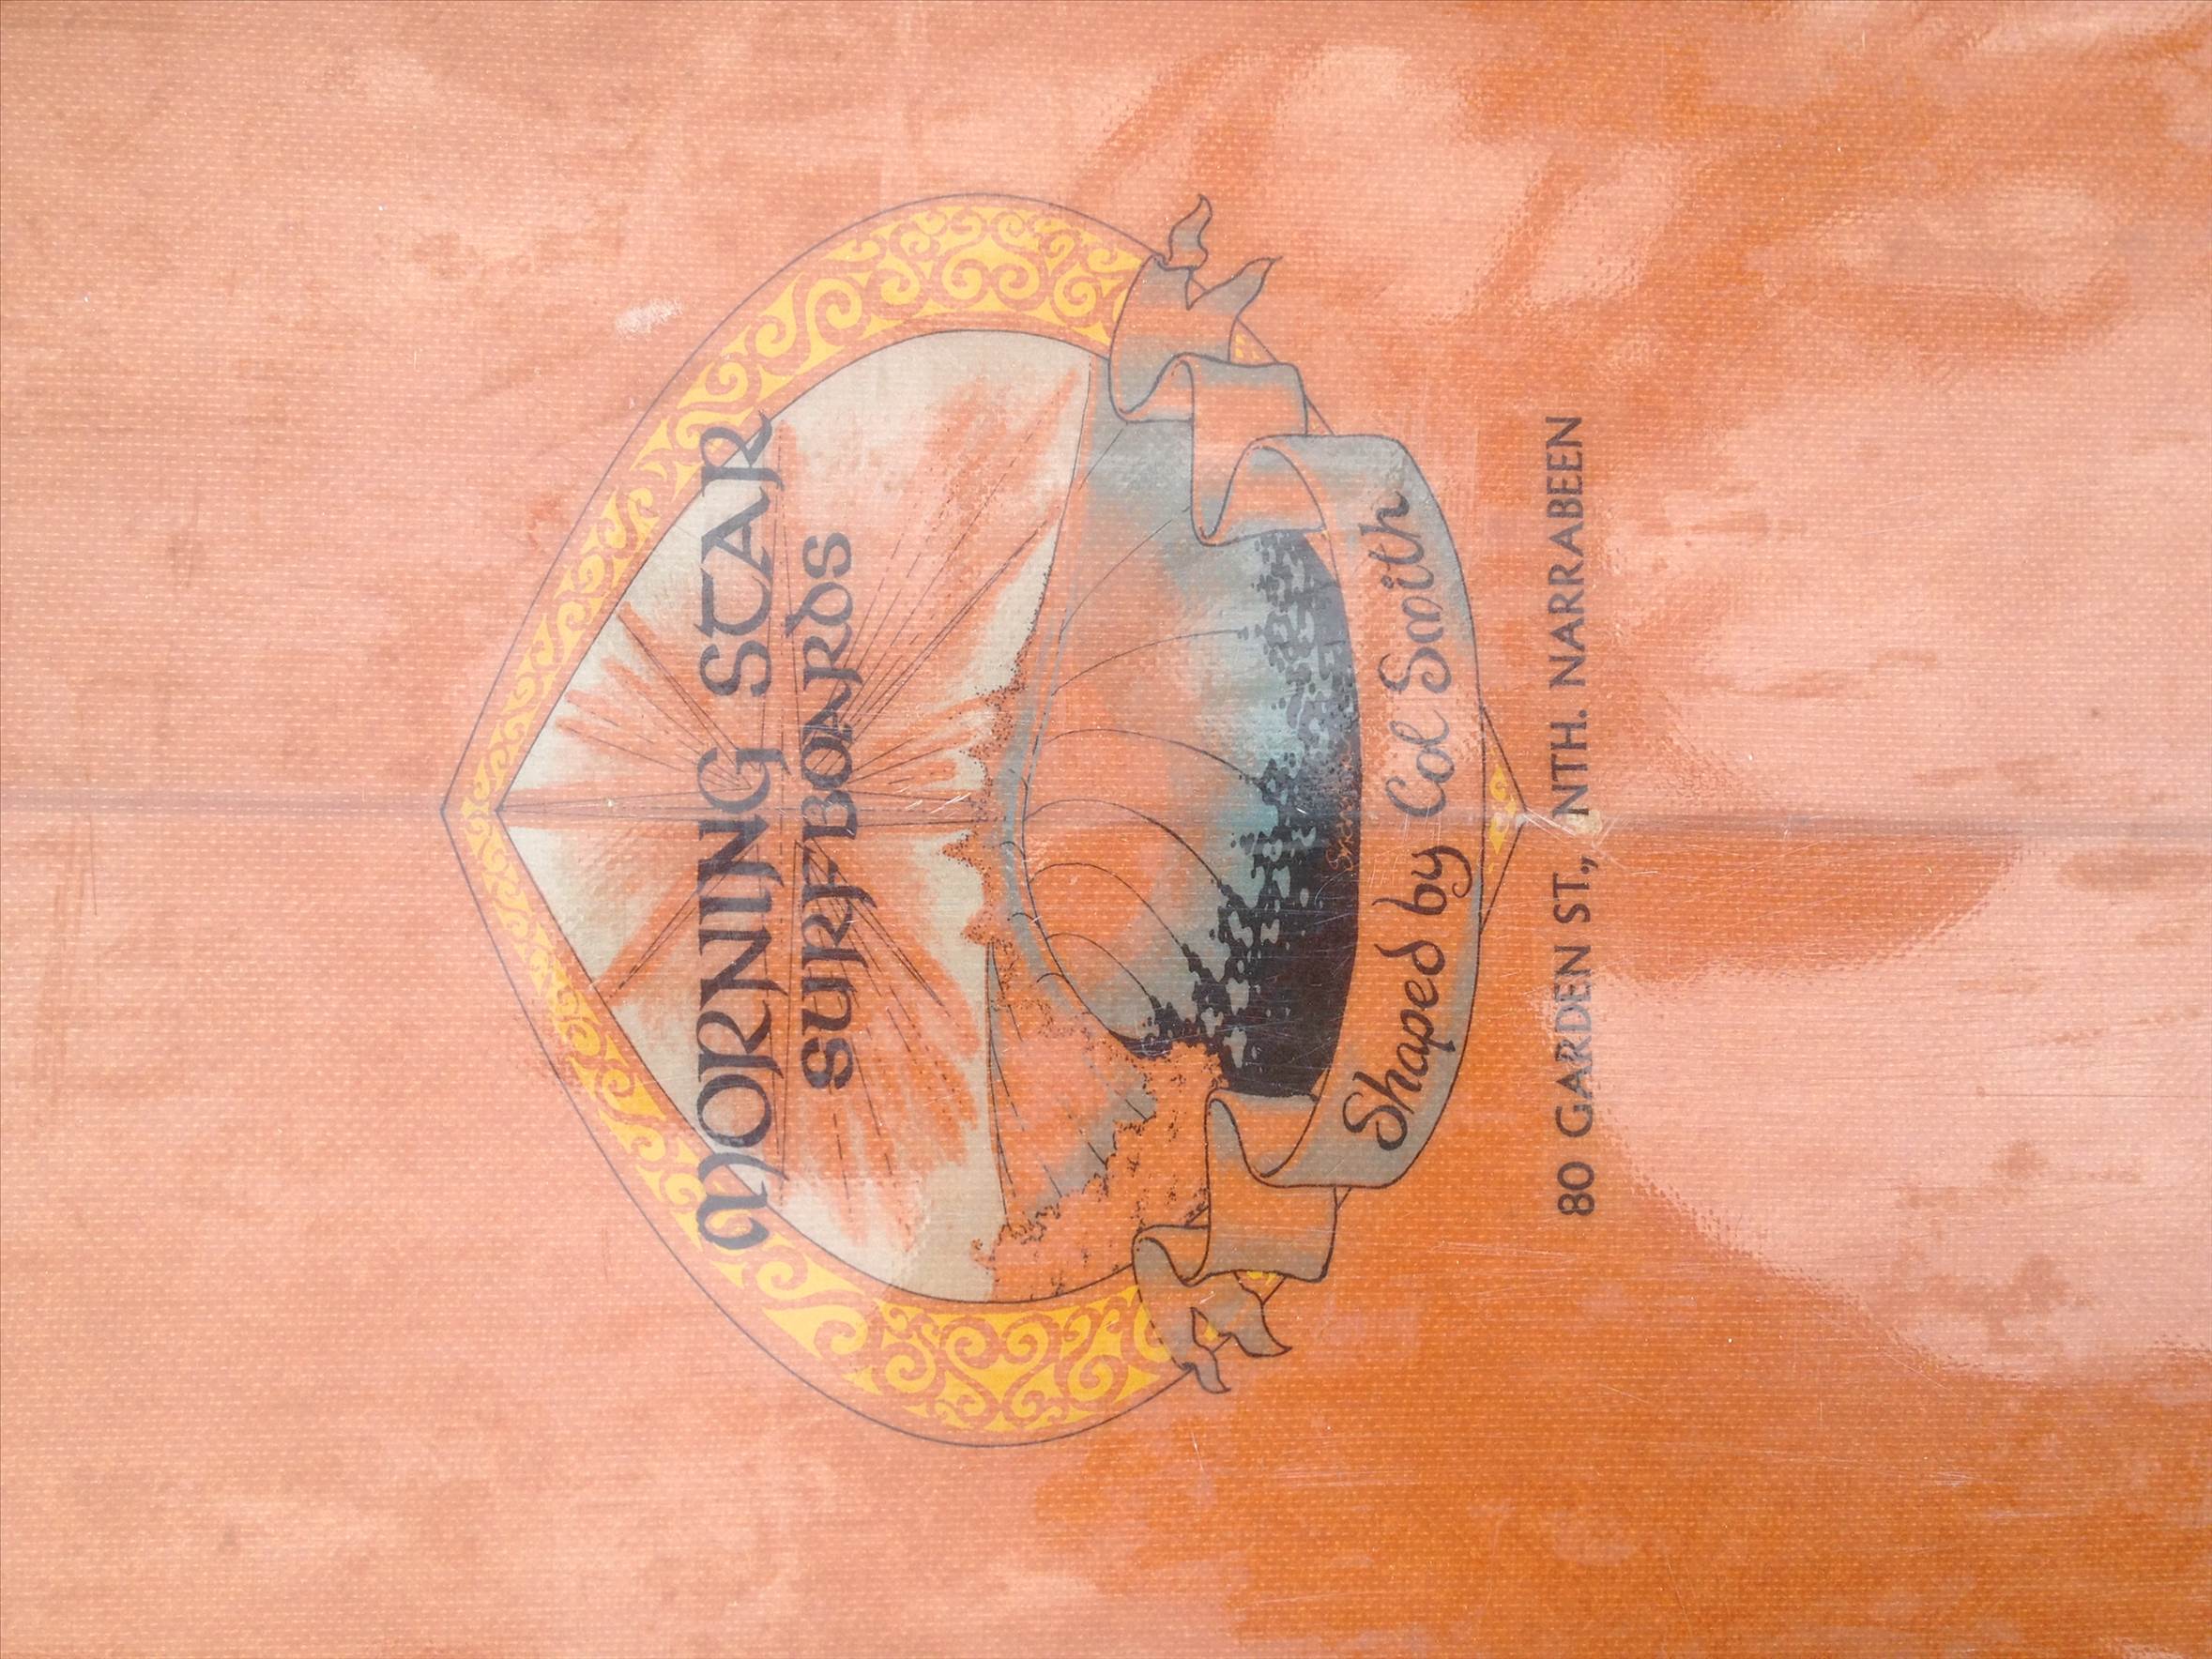 MORNING STAR
SURFBOARDS
Shaped by Col Smith
80 GARDEN ST., NTH. NARRABEEN